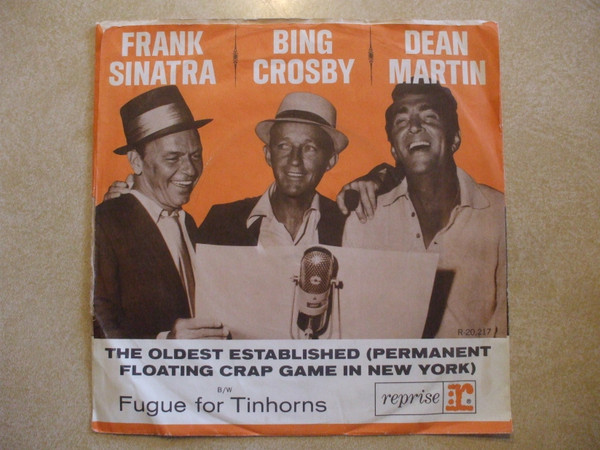 FRANK SINATRA
BING CROSBY
DEAN MARTIN
R-20,217
THE OLDEST ESTABLISHED (PERMANENT
FLOATING CRAP GAME IN NEW YORK)
B/W
Fugue for Tinhorns
reprise r: